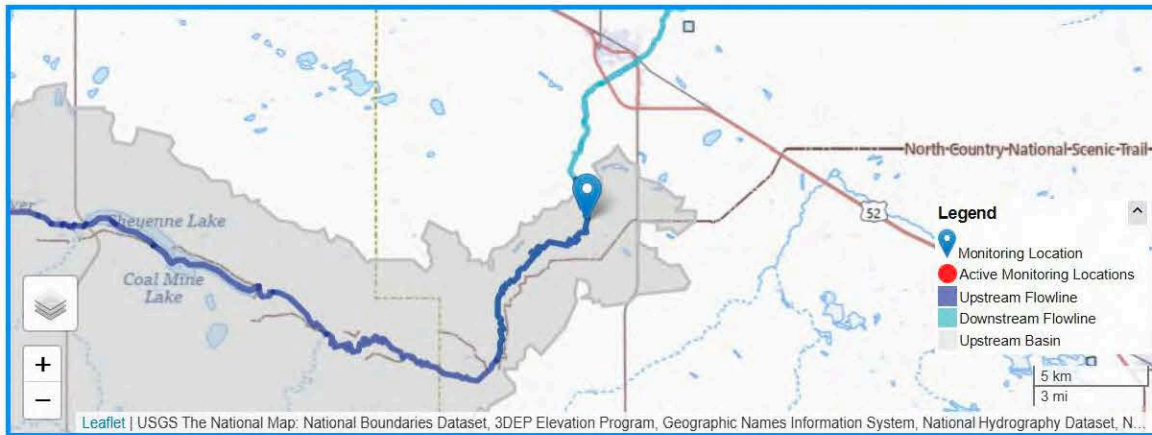 North Country National Scenic Trail
ver
Cheyenne Lake
52
Legend
Coal Mine
Lake
Monitoring Location
Active Monitoring Locations
Upstream Flowline
Downstream Flowline
Upstream Basin
+
−
5 km
3 mi
Leaflet | USGS The National Map: National Boundaries Dataset, 3DEP Elevation Program, Geographic Names Information System, National Hydrography Dataset, N...